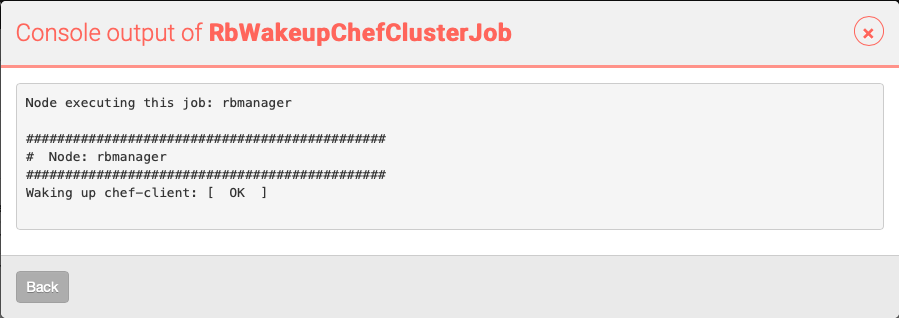 Console output of RbWakeupChefClusterJob
Node executing this job: rbmanager
##############################################
#  Node: rbmanager
##############################################
Waking up chef-client: [  OK  ]
Back